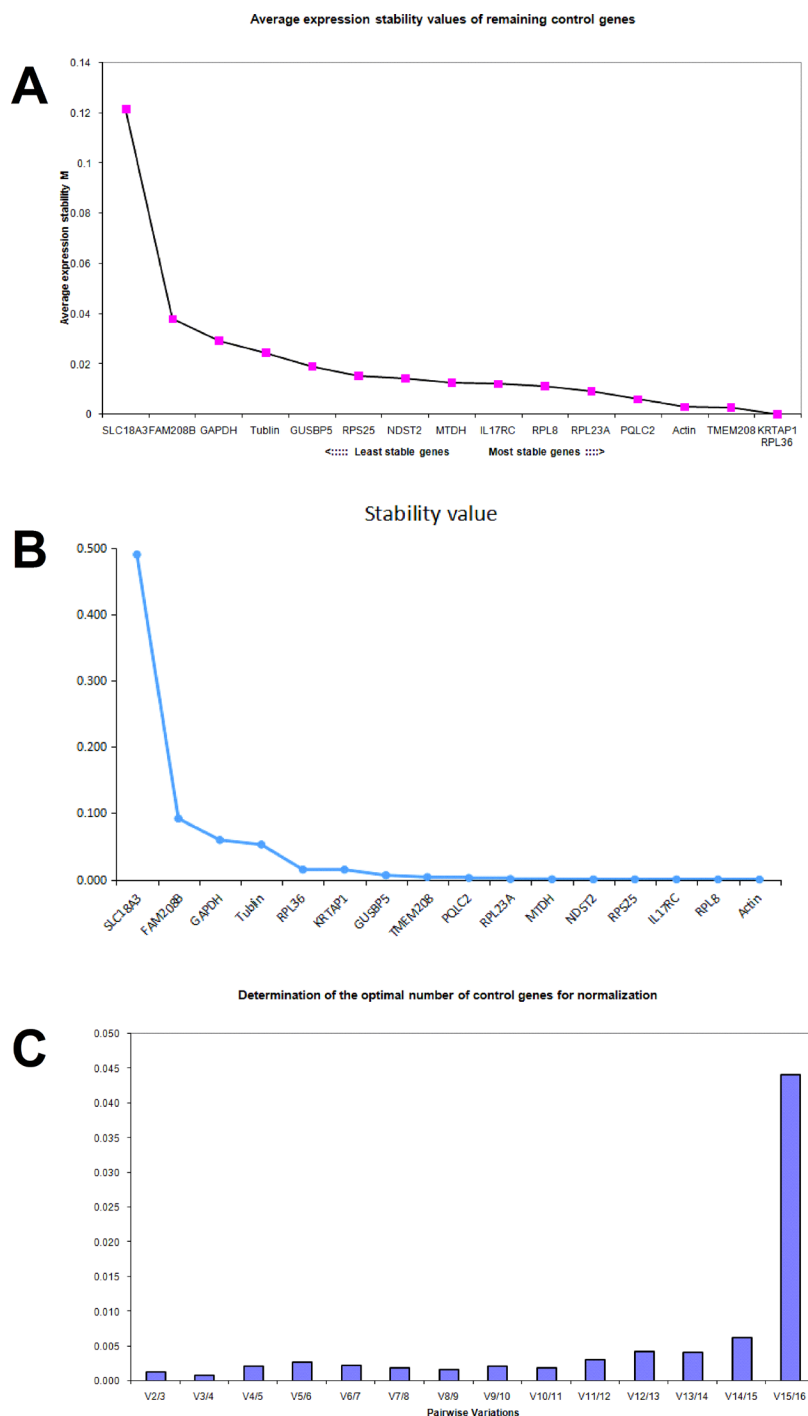 Average expression stability values of remaining control genes
A
Average expression stability M
0.14
0.12
0.1
0.08
0.06
0.04
0.02
0
SLC18A3 FAM208B GAPDH Tublin GUSBP5 RPS25 NDST2 MTDH IL17RC RPL8 RPL23A PQLC2 Actin TMEM208 KRTAP1
RPL36
<::::: Least stable genes Most stable genes ::::>
B
Stability value
0.500
0.400
0.300
0.200
0.100
0.000
SLC18A3 FAM208B GAPDH Tublin RPL36 KRTAP1 GUSBP5 TMEM208 PQLC2 RPL23A MTDH NDST2 RPS25 IL17RC RPL8 Actin
Determination of the optimal number of control genes for normalization
C
0.050
0.045
0.040
0.035
0.030
0.025
0.020
0.015
0.010
0.005
0.000
V2/3 V3/4 V4/5 V5/6 V6/7 V7/8 V8/9 V9/10 V10/11 V11/12 V12/13 V13/14 V14/15 V15/16
Pairwise Variations